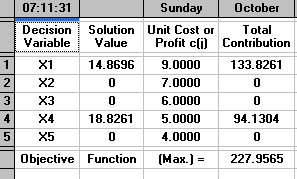 07:11:31 Sunday October
Decision Solution Unit Cost or Total
Variable Value Profit c(j) Contribution
1 X1 14.8696 9.0000 133.8261
2 X2 0 7.0000 0
3 X3 0 6.0000 0
4 X4 18.8261 5.0000 94.1304
5 X5 0 4.0000 0
Objective Function (Max.) = 227.9565